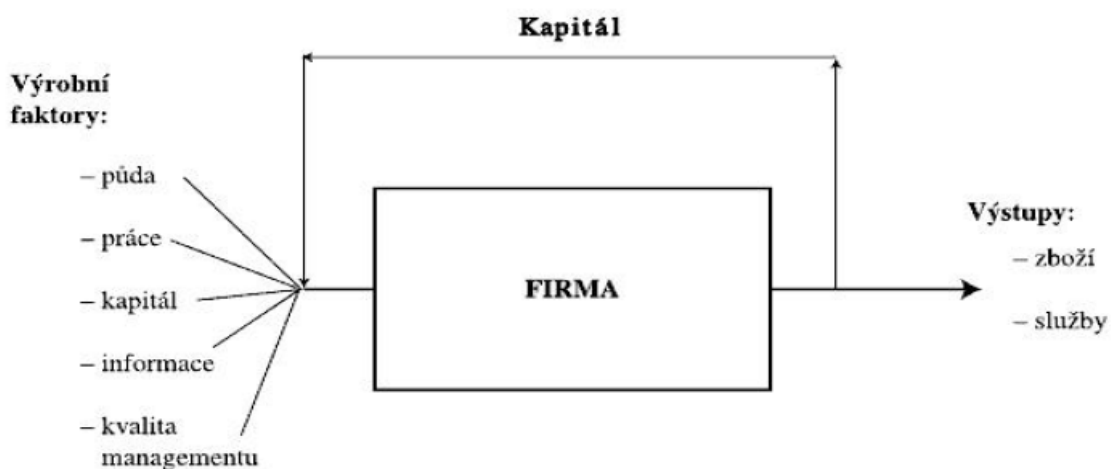 Kapitál
Výrobní
faktory:
– půda
– práce
– kapitál
– informace
– kvalita
managementu
FIRMA
Výstupy:
– zboží
– služby